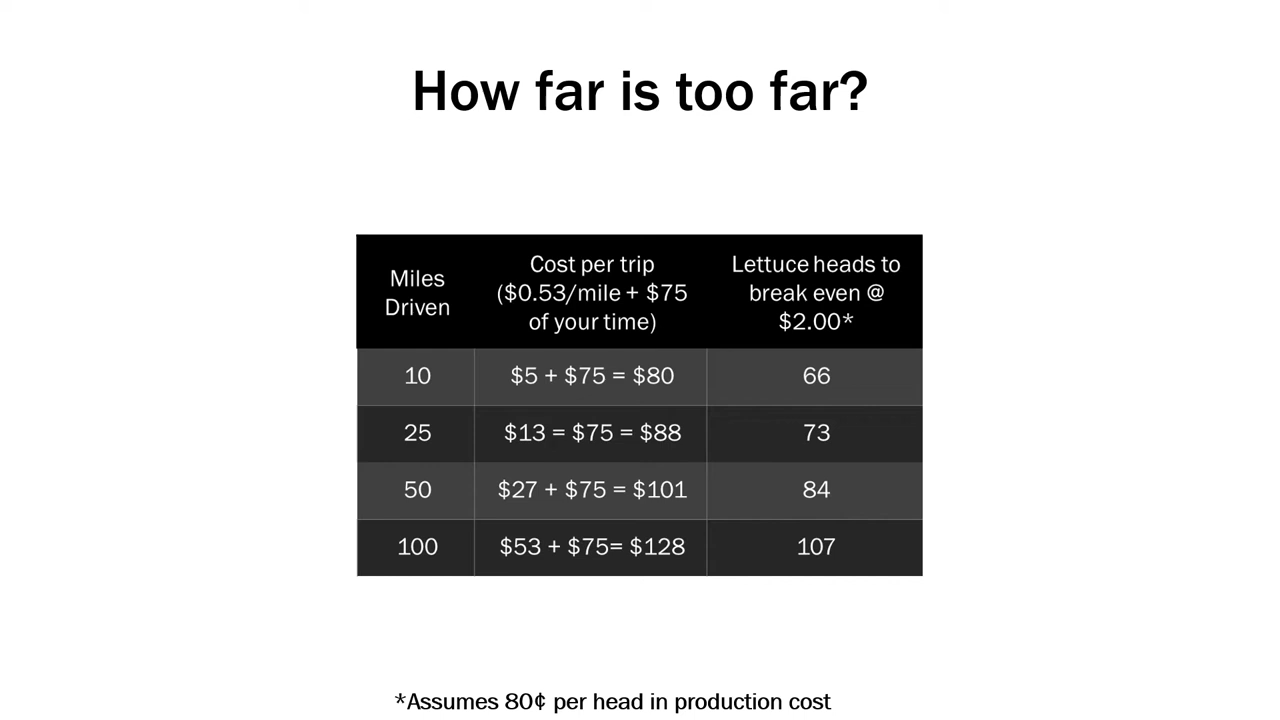 How far is too far?
Miles
Driven
Cost per trip
($0.53/mile + $75
of your time)
Lettuce heads to
break even @
$2.00*
10
$5 + $75 = $80
66
25
$13 = $75 = $88
73
50
$27 + $75 = $101
84
100
$53 + $75= $128
107
*Assumes 80¢ per head in production cost